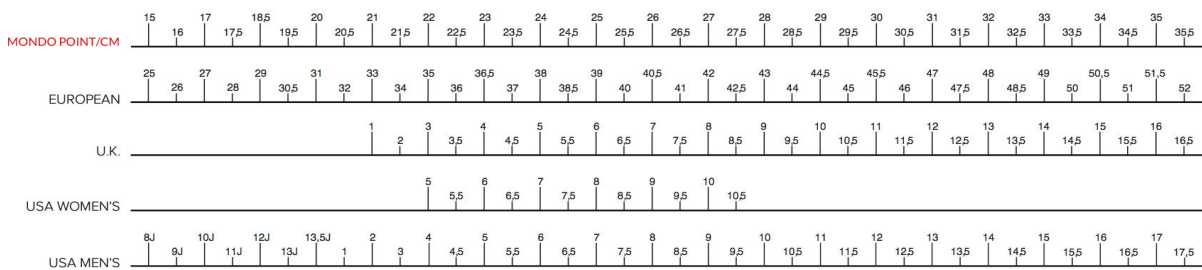 15 17 18,5 20 21 22 23 24 25 26 27 28 29 30 31 32 33 34 35
16 17,5 19,5 20,5 21,5 22,5 23,5 24,5 25,5 26,5 27,5 28,5 29,5 30,5 31,5 32,5 33,5 34,5 35,5
MONDO POINT/CM
25 27 29 31 33 35 36,5 38 39 40,5 42 43 44,5 45,5 47 48 49 50,5 51,5
26 28 30,5 32 34 36 37 38,5 40 41 42,5 44 45 46 47,5 48,5 50 51 52
EUROPEAN
1 3 4 5 6 7 8 9 10 11 12 13 14 15 16
2 3,5 4,5 5,5 6,5 7,5 8,5 9,5 10,5 11,5 12,5 13,5 14,5 15,5 16,5
U.K.
5 6 7 8 9 10
5,5 6,5 7,5 8,5 9,5 10,5
USA WOMEN'S
8J 10J 12J 13,5J 2 4 5 6 7 8 9 10 11 12 13 14 15 16 17
9J 11J 13J 1 3 4,5 5,5 6,5 7,5 8,5 9,5 10,5 11,5 12,5 13,5 14,5 15,5 16,5 17,5
USA MEN'S